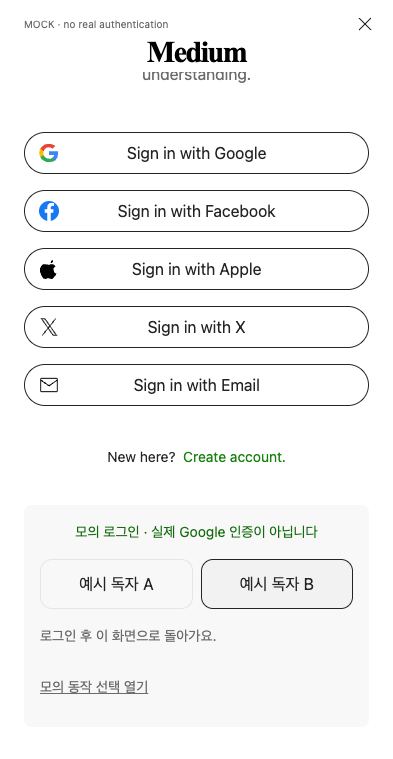 MOCK · no real authentication
Medium
understanding.
Sign in with Google
Sign in with Facebook
Sign in with Apple
Sign in with X
Sign in with Email
New here? Create account.
모의 로그인 · 실제 Google 인증이 아닙니다
예시 독자 A
예시 독자 B
로그인 후 이 화면으로 돌아가요.
모의 동작 선택 열기